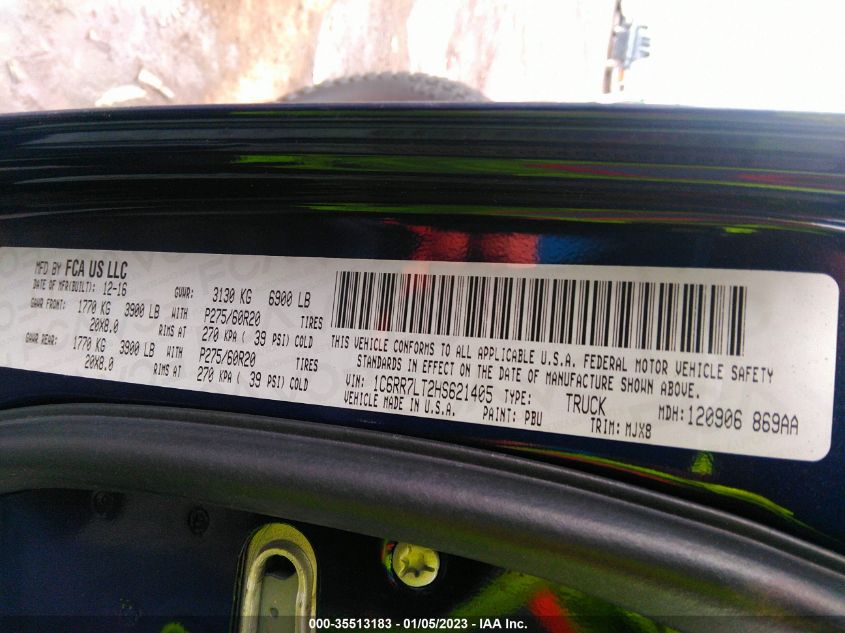 MFD BY FCA US LLC
DATE OF MFR(BUILT): 12-16 GVWR: 3130 KG 6900 LB
GAWR FRONT: 1770 KG 3900 LB WITH P275/60R20 TIRES
20X8.0 RIMS AT 270 KPA ( 39 PSI) COLD
GAWR REAR: 1770 KG 3900 LB WITH P275/60R20 TIRES
20X8.0 RIMS AT 270 KPA ( 39 PSI) COLD
THIS VEHICLE CONFORMS TO ALL APPLICABLE U.S.A. FEDERAL MOTOR VEHICLE SAFETY
STANDARDS IN EFFECT ON THE DATE OF MANUFACTURE SHOWN ABOVE.
VIN: 1C6RR7LT2HS621405 TYPE: TRUCK MDH:120906 869AA
VEHICLE MADE IN U.S.A. PAINT: PBU TRIM: MJX8
000-35513183 - 01/05/2023 - IAA Inc.